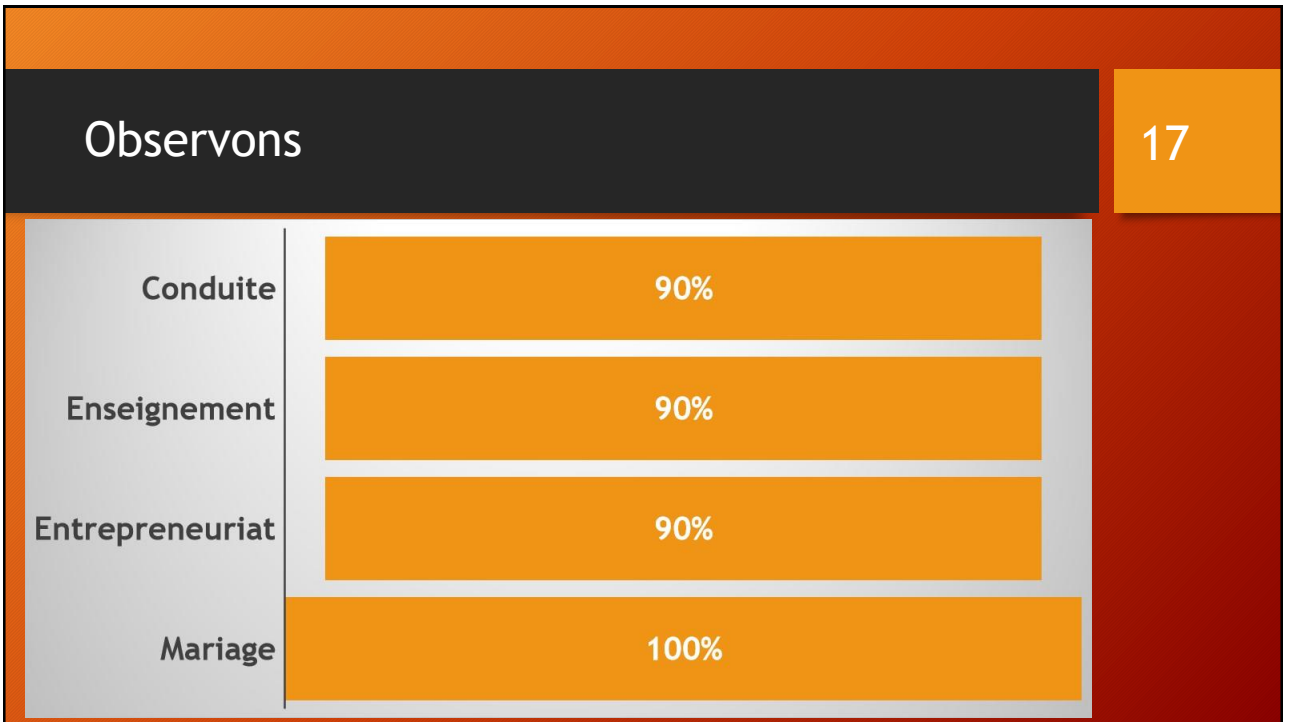 Observons
17
Conduite 90%
Enseignement 90%
Entrepreneuriat 90%
Mariage 100%